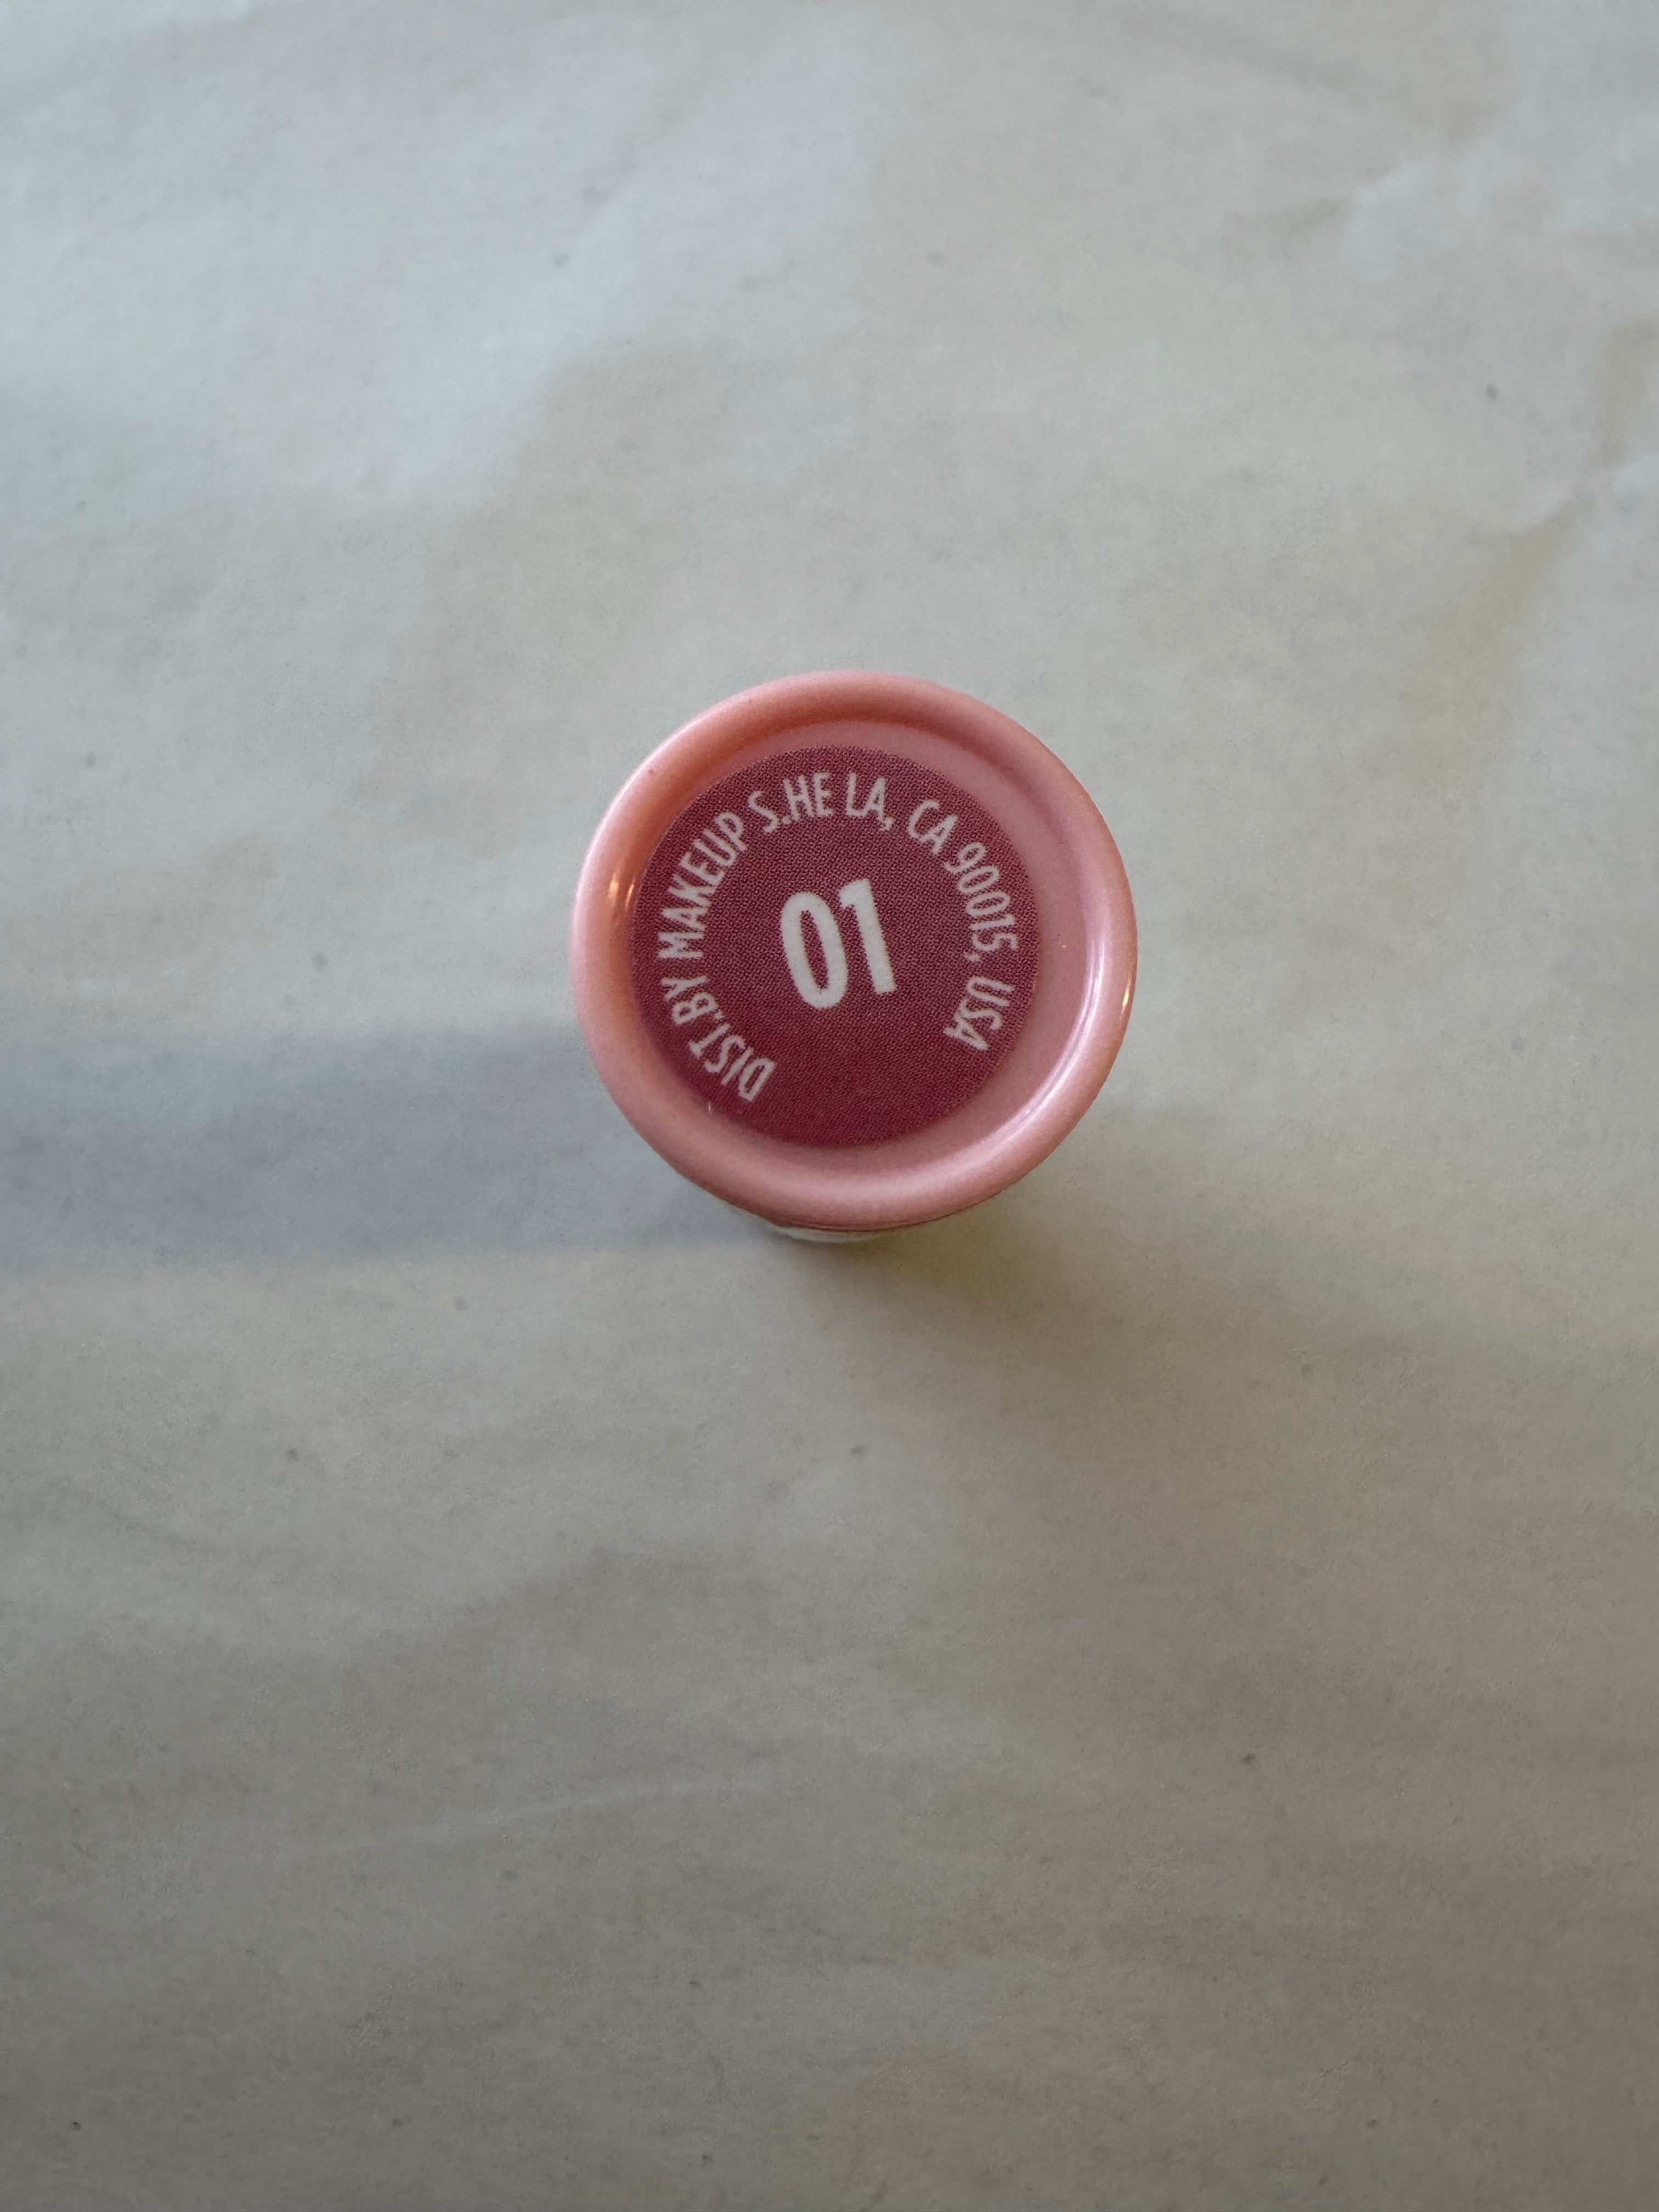 DIST.BY MAKEUP S.HE LA, CA 90015, USA
01